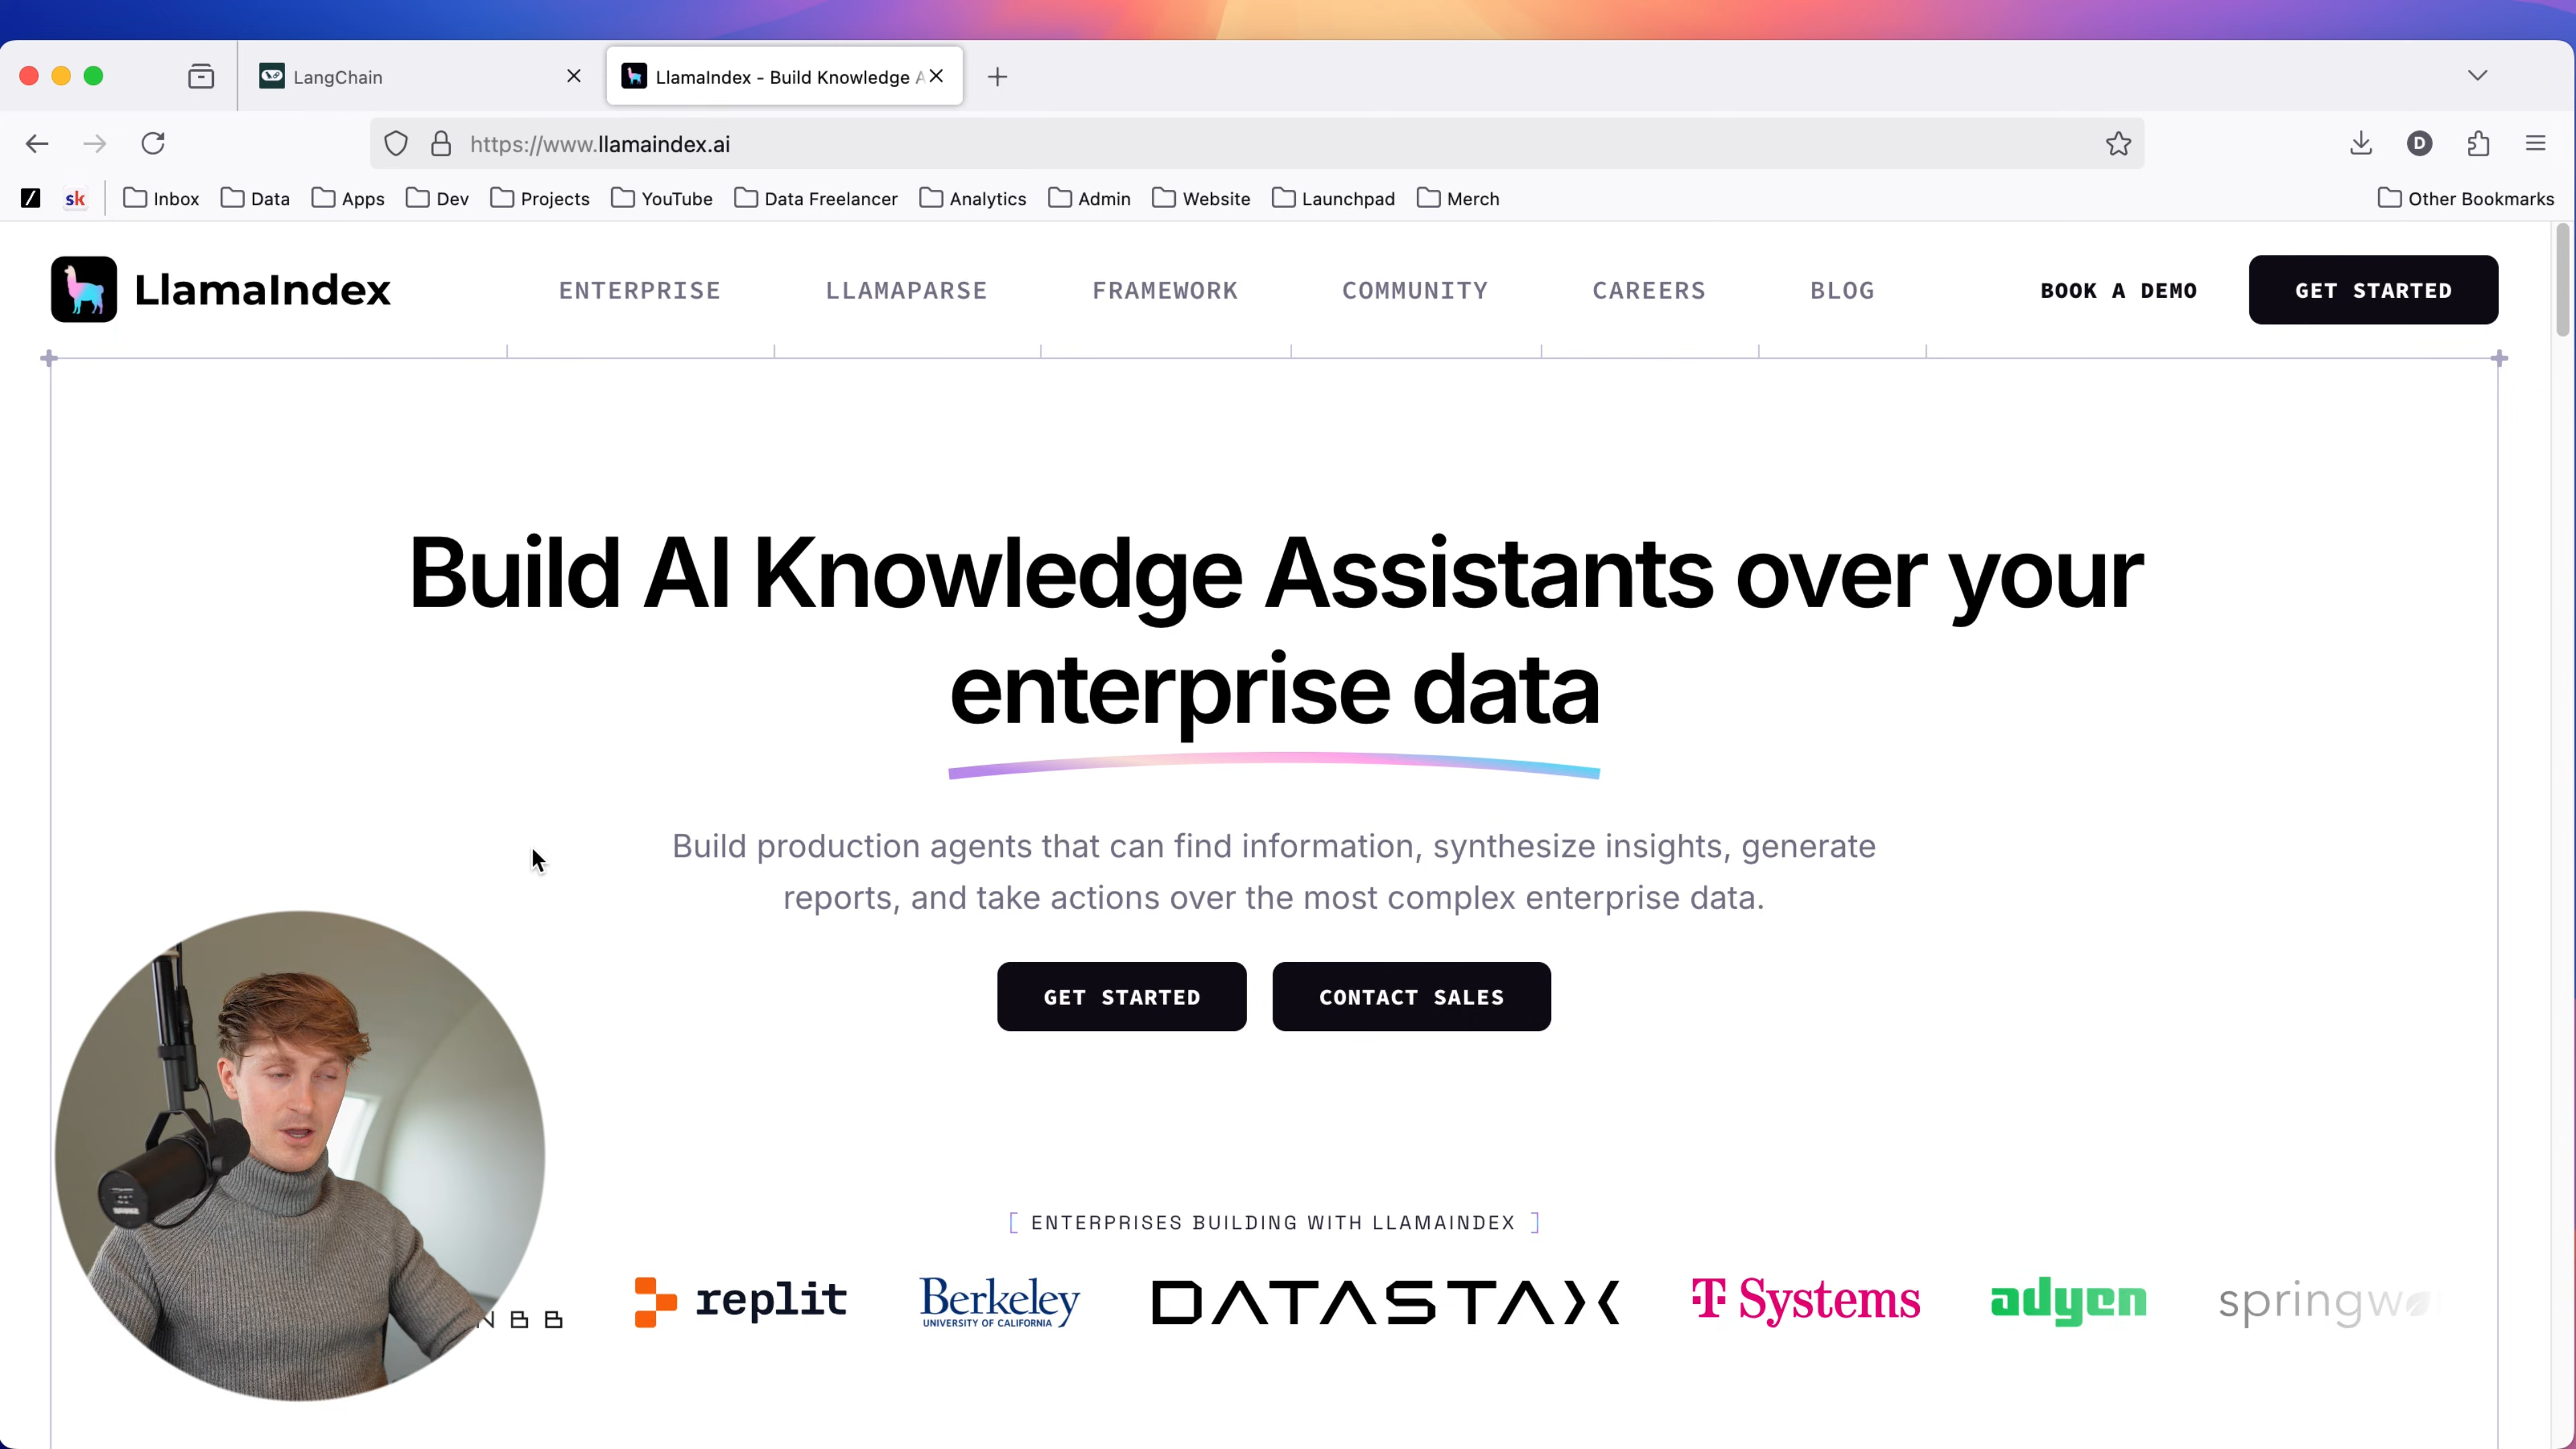 LangChain
LlamaIndex - Build Knowledge A
https://www.llamaindex.ai
D
sk
Inbox
Data
Apps
Dev
Projects
YouTube
Data Freelancer
Analytics
Admin
Website
Launchpad
Merch
Other Bookmarks
LlamaIndex
ENTERPRISE
LLAMAPARSE
FRAMEWORK
COMMUNITY
CAREERS
BLOG
BOOK A DEMO
GET STARTED
Build AI Knowledge Assistants over your
enterprise data
Build production agents that can find information, synthesize insights, generate
reports, and take actions over the most complex enterprise data.
GET STARTED
CONTACT SALES
[ ENTERPRISES BUILDING WITH LLAMAINDEX ]
NBB
replit
Berkeley
UNIVERSITY OF CALIFORNIA
DATASTAX
T Systems
adyen
springw